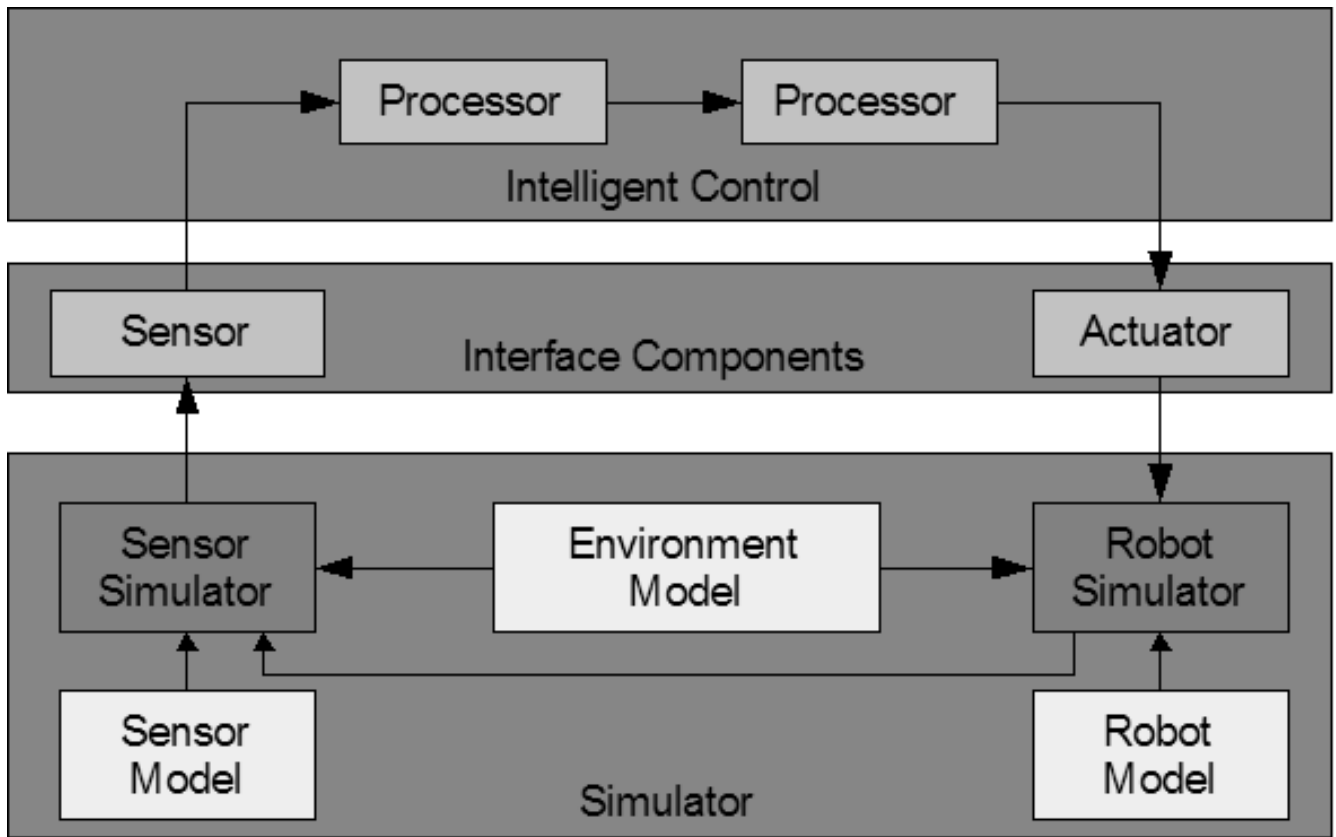 Processor
Processor
Intelligent Control
Sensor
Interface Components
Actuator
Sensor
Simulator
Environment
Model
Robot
Simulator
Sensor
Model
Robot
Model
Simulator